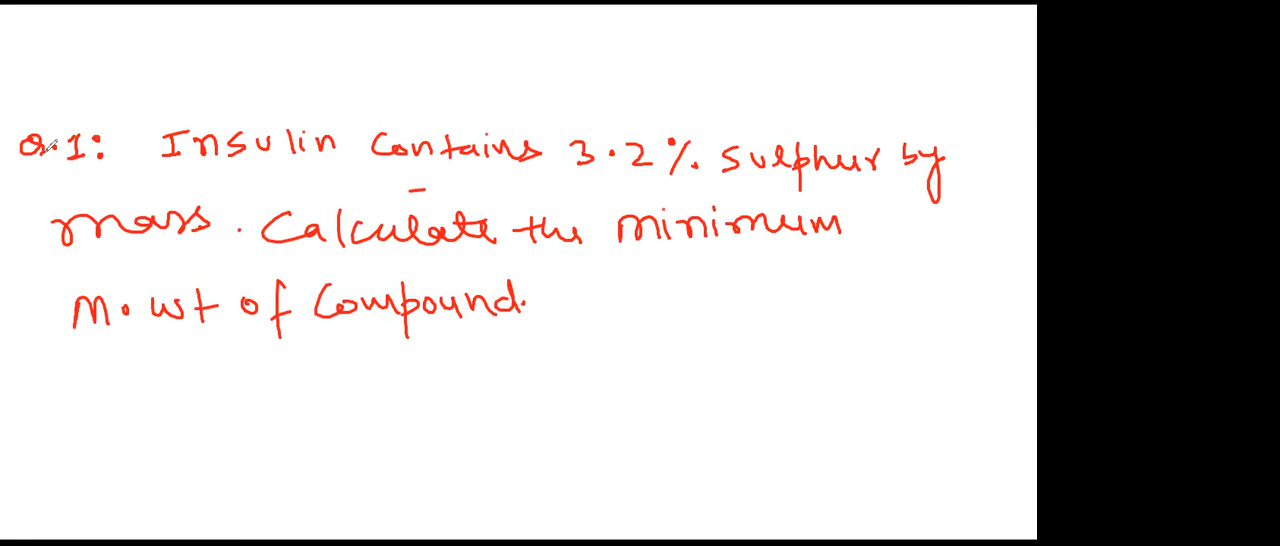 Q.1: Insulin contains 3.2% sulphur by
mass. Calculate the minimum
M.wt of compound.